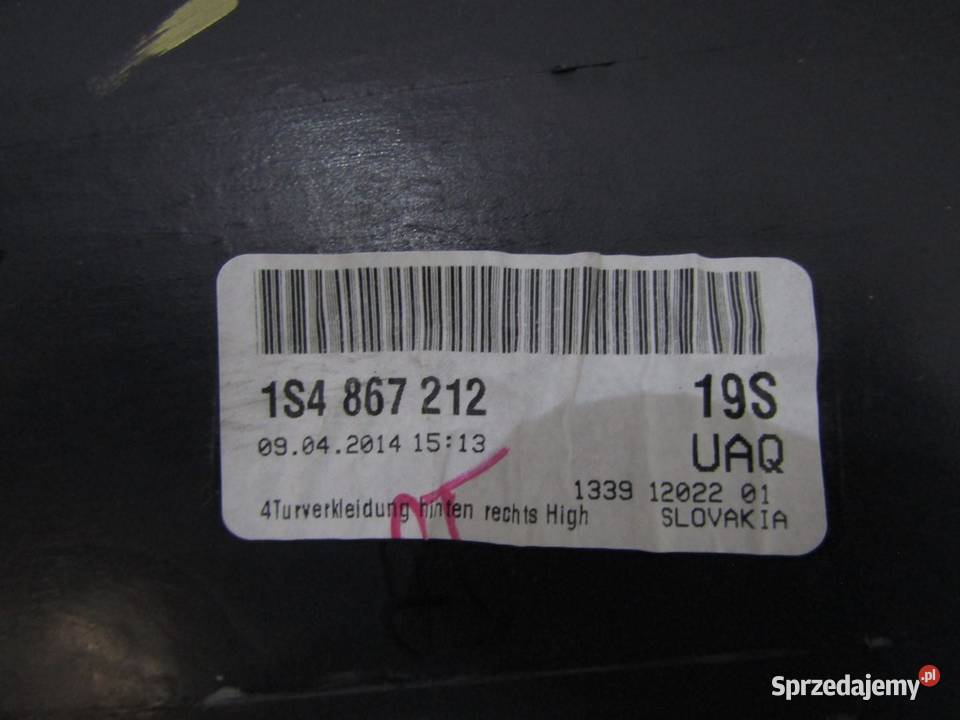 1S4 867 212 19S
09.04.2014 15:13 UAQ
1339 12022 01
4Turverkleidung hinten rechts High SLOVAKIA
Sprzedajemy.pl